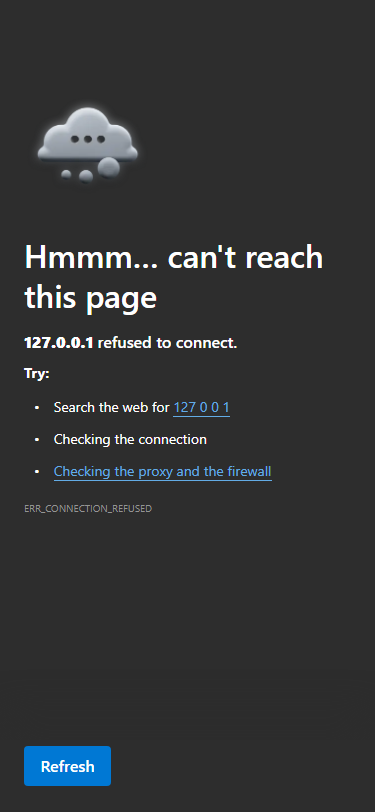 Hmmm... can't reach
this page
127.0.0.1 refused to connect.
Try:
• Search the web for 127 0 0 1
• Checking the connection
• Checking the proxy and the firewall
ERR_CONNECTION_REFUSED
Refresh